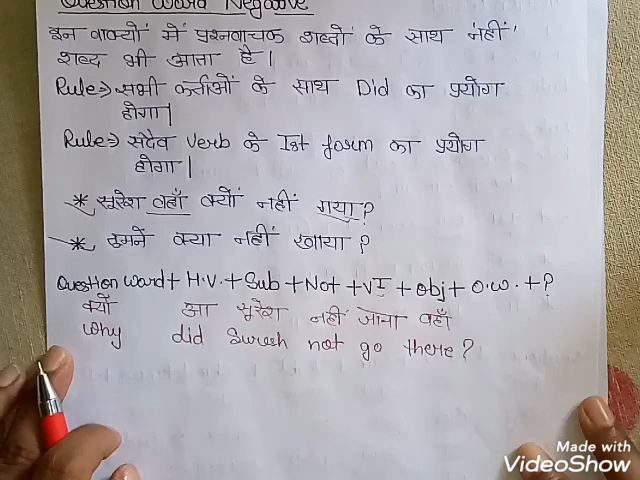 Question Word Negative
इन वाक्यों में प्रश्नवाचक शब्दों के साथ 'नहीं'
शब्द भी आता है।
Rule⇒ सभी कर्त्ताओं के साथ Did का प्रयोग
होगा|
Rule⇒ सदैव verb के Ist form का प्रयोग
होगा|
* सुरेश वहाँ क्यों नहीं गया?
* तुमने क्या नहीं खाया?
Question Word + H.V. + Sub + Not + VI + obj + O.W. + ?
क्यों सुरेश नहीं जाना वहाँ
why did Suresh not go there?
Made with
VideoShow